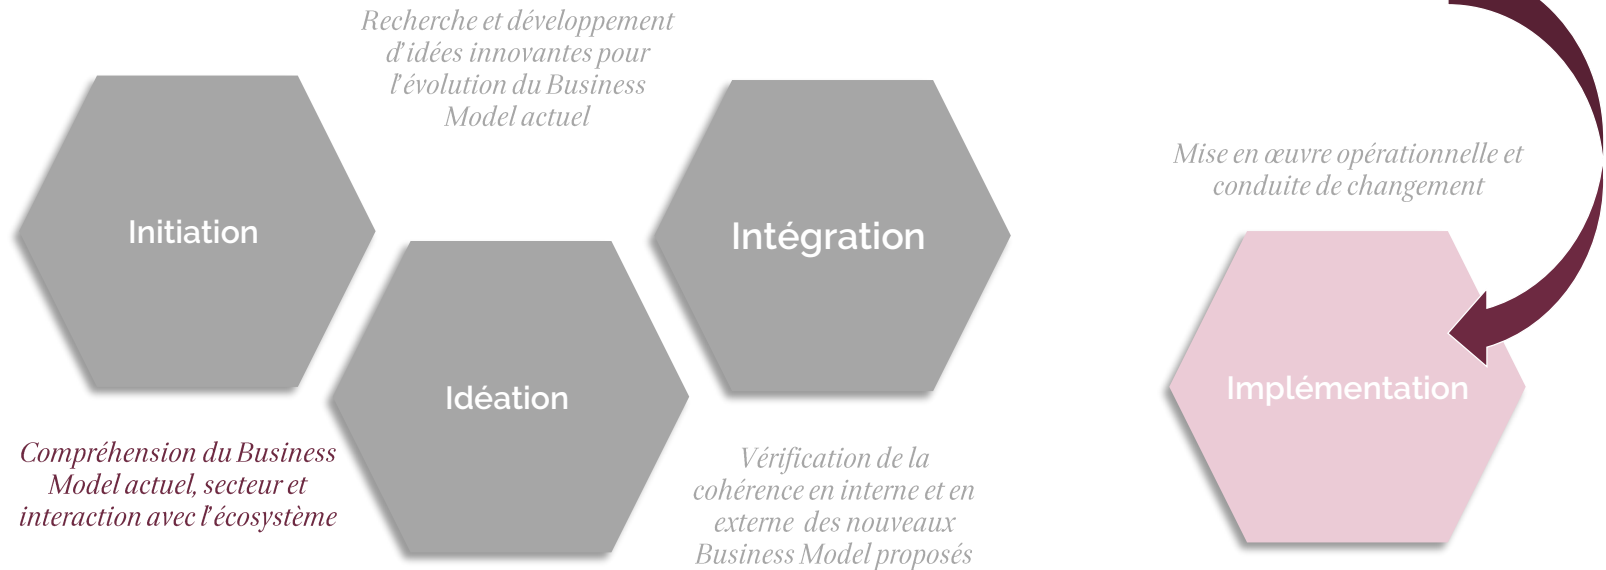 Initiation
Compréhension du Business
Model actuel, secteur et
interaction avec l'écosystème
Recherche et développement
d'idées innovantes pour
l'évolution du Business
Model actuel
Idéation
Intégration
Vérification de la
cohérence en interne et en
externe  des nouveaux
Business Model proposés
Mise en œuvre opérationnelle et
conduite de changement
Implémentation